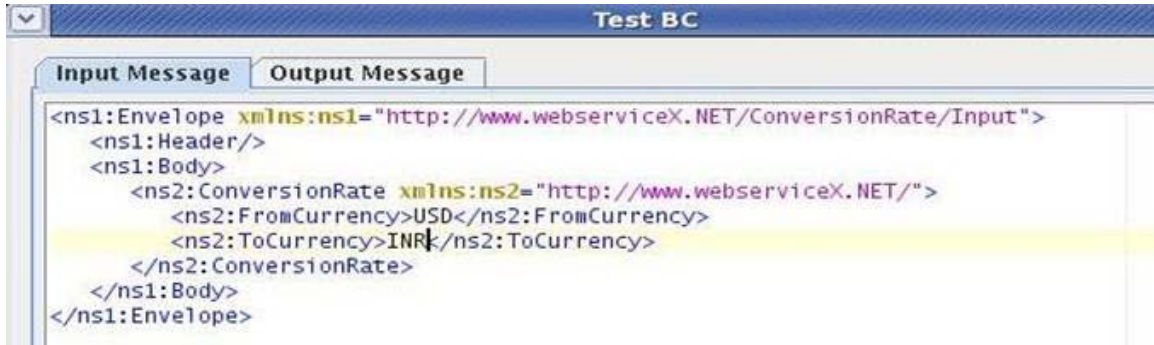 Test BC
Input Message Output Message
<ns1:Envelope xmlns:ns1="http://www.webserviceX.NET/ConversionRate/Input">
<ns1:Header/>
<ns1:Body>
<ns2:ConversionRate xmlns:ns2="http://www.webserviceX.NET/">
<ns2:FromCurrency>USD</ns2:FromCurrency>
<ns2:ToCurrency>INR</ns2:ToCurrency>
</ns2:ConversionRate>
</ns1:Body>
</ns1:Envelope>